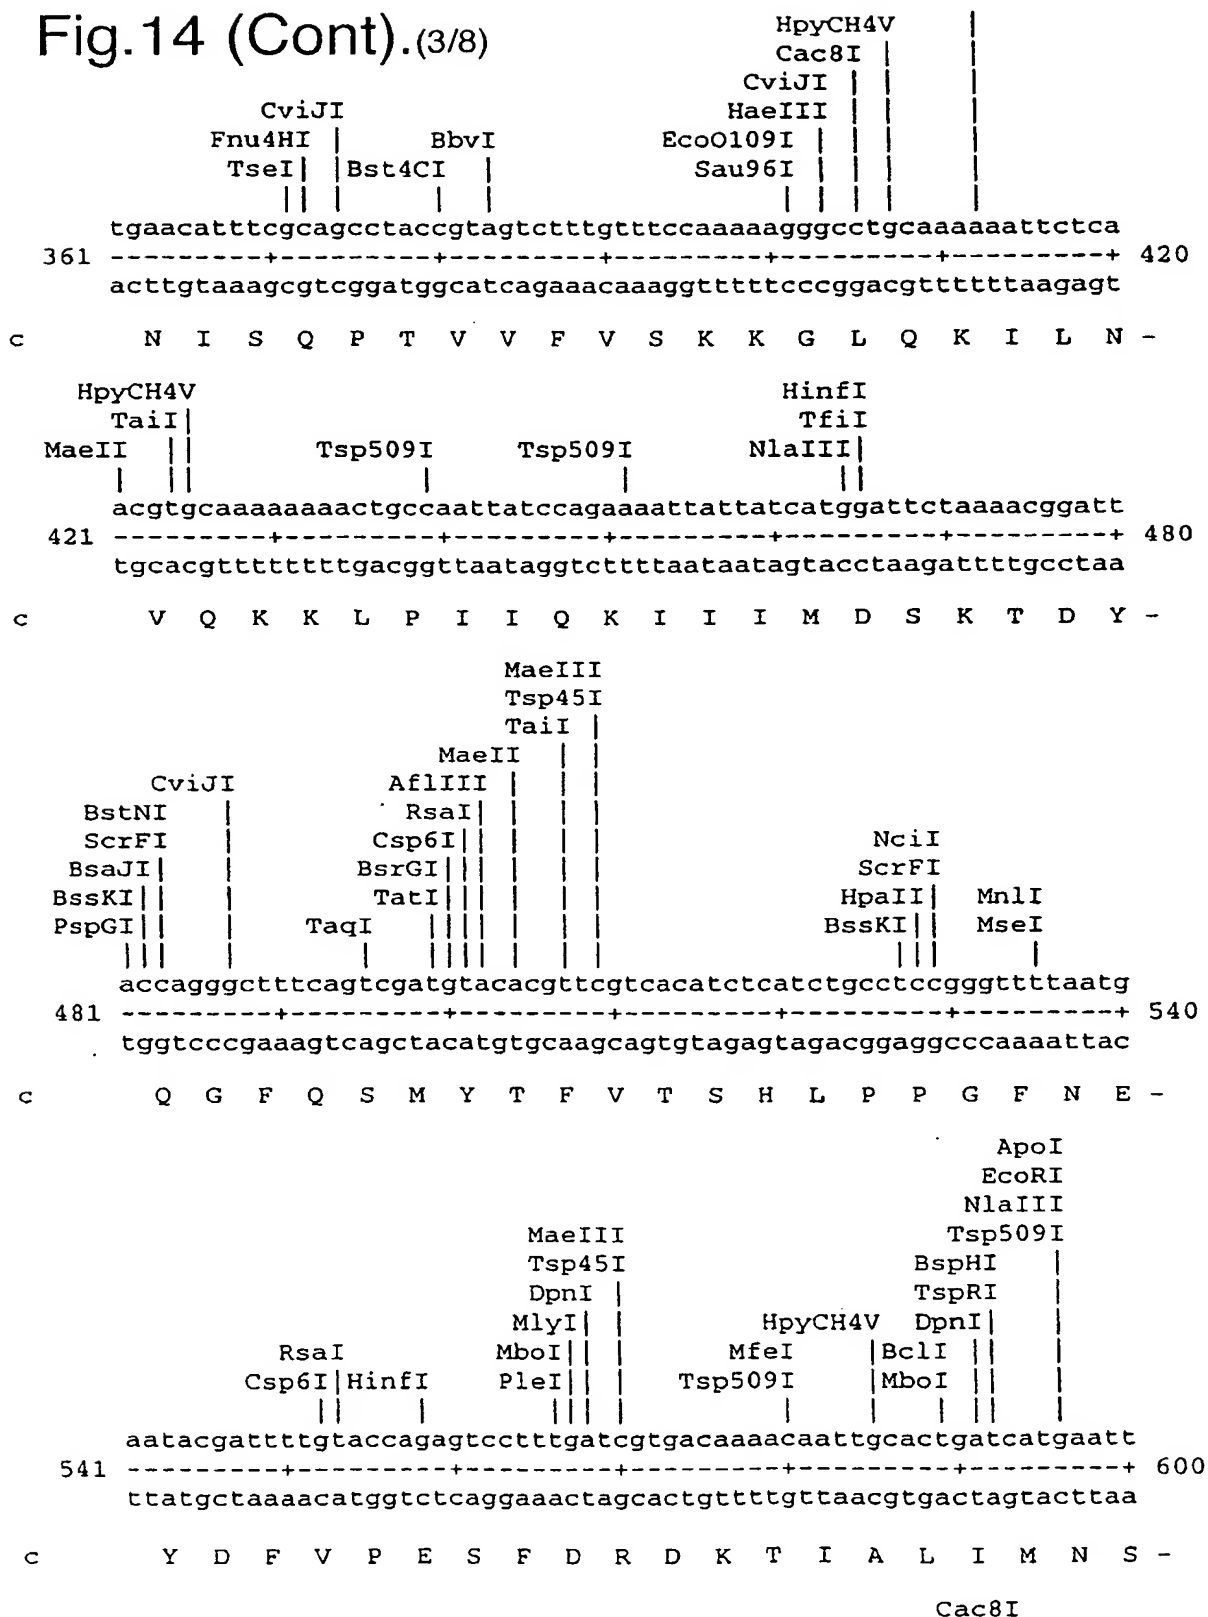 Fig.14 (Cont).(3/8)
HpyCH4V |
Cac8I | |
CviJI | | |
CviJI HaeIII | | | |
Fnu4HI | BbvI EcoO109I | | | |
TseI| |Bst4CI | Sau96I | | | |
|| | | | | | | | |
tgaacatttcgcagcctaccgtagtctttgtttccaaaaagggcctgcaaaaaattctca
361 ---------+---------+---------+---------+---------+---------+ 420
acttgtaaagcgtcggatggcatcagaaacaaaggtttttcccggacgttttttaagagt
c N I S Q P T V V F V S K K G L Q K I L N -
HpyCH4V HinfI
TaiI| TfiI
MaeII || Tsp509I Tsp509I NlaIII|
| || | | ||
acgtgcaaaaaaaactgccaattatccagaaaattattatcatggattctaaaacggatt
421 ---------+---------+---------+---------+---------+---------+ 480
tgcacgtttttttttgacggttaataggtcttttaataatagtacctaagattttgcctaa
c V Q K K L P I I Q K I I I M D S K T D Y -
MaeIII
Tsp45I
TaiI |
MaeII | |
CviJI AflIII | | |
BstNI | RsaI| | | |
ScrFI | Csp6I|| | | | NciI
BsaJI| | BsrGI||| | | | ScrFI
BssKI|| | TatI||| | | | HpaII| MnlI
PspGI|| | TaqI |||| | | | BssKI|| MseI
||| | | |||| | | | ||| |
accagggctttcagtcgatgtacacgttcgtcacatctcatctgcctccgggttttaatg
481 ---------+---------+---------+---------+---------+---------+ 540
tggtcccgaaagtcagctacatgtgcaagcagtgtagagtagacggaggcccaaaattac
c Q G F Q S M Y T F V T S H L P P G F N E -
ApoI
EcoRI
NlaIII
MaeIII Tsp509I
Tsp45I BspHI |
DpnI | TspRI |
MlyI| | HpyCH4V DpnI| |
RsaI MboI|| | MfeI |BclI || |
Csp6I|HinfI PleI|| | Tsp509I |MboI || |
|| | ||| | | | | || |
aatacgattttgtaccagagtcctttgatcgtgacaaaacaattgcactgatcatgaatt
541 ---------+---------+---------+---------+---------+---------+ 600
ttatgctaaaacatggtctcaggaaactagcactgttttgttaacgtgactagtacttaa
c Y D F V P E S F D R D K T I A L I M N S -
Cac8I